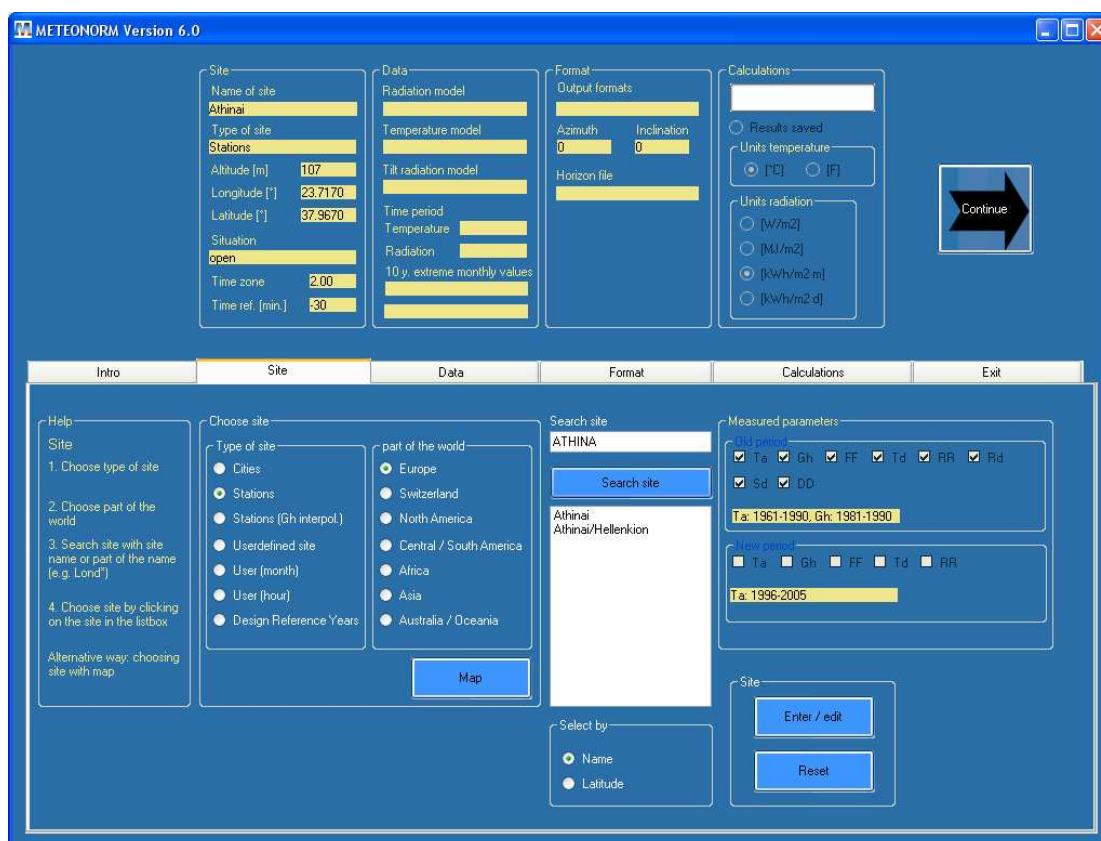 METEONORM Version 6.0
Site
Name of site
Athinai
Type of site
Stations
Altitude [m] 107
Longitude [°] 23.7170
Latitude [°] 37.9670
Situation
open
Time zone 2.00
Time ref. [min.] -30
Data
Radiation model
Temperature model
Tilt radiation model
Time period
Temperature
Radiation
10 y. extreme monthly values
Format
Output formats
Azimuth Inclination
0 0
Horizon file
Calculations
Results saved
Units temperature
[°C] [F]
Units radiation
[W/m2]
[MJ/m2]
[kWh/m2 m]
[kWh/m2 d]
Continue
Intro Site Data Format Calculations Exit
Help
Site
1. Choose type of site
2. Choose part of the
world
3. Search site with site
name or part of the name
(e.g. Lond*)
4. Choose site by clicking
on the site in the listbox
Alternative way: choosing
site with map
Choose site
Type of site
Cities
Stations
Stations (Gh interpol.)
Userdefined site
User (month)
User (hour)
Design Reference Years
part of the world
Europe
Switzerland
North America
Central / South America
Africa
Asia
Australia / Oceania
Map
Search site
ATHINA
Search site
Athinai
Athinai/Hellenkion
Select by
Name
Latitude
Measured parameters
Old period
Ta Gh FF Td RR Rd
Sd DD
Ta: 1961-1990, Gh: 1981-1990
New period
Ta Gh FF Td RR
Ta: 1996-2005
Site
Enter / edit
Reset